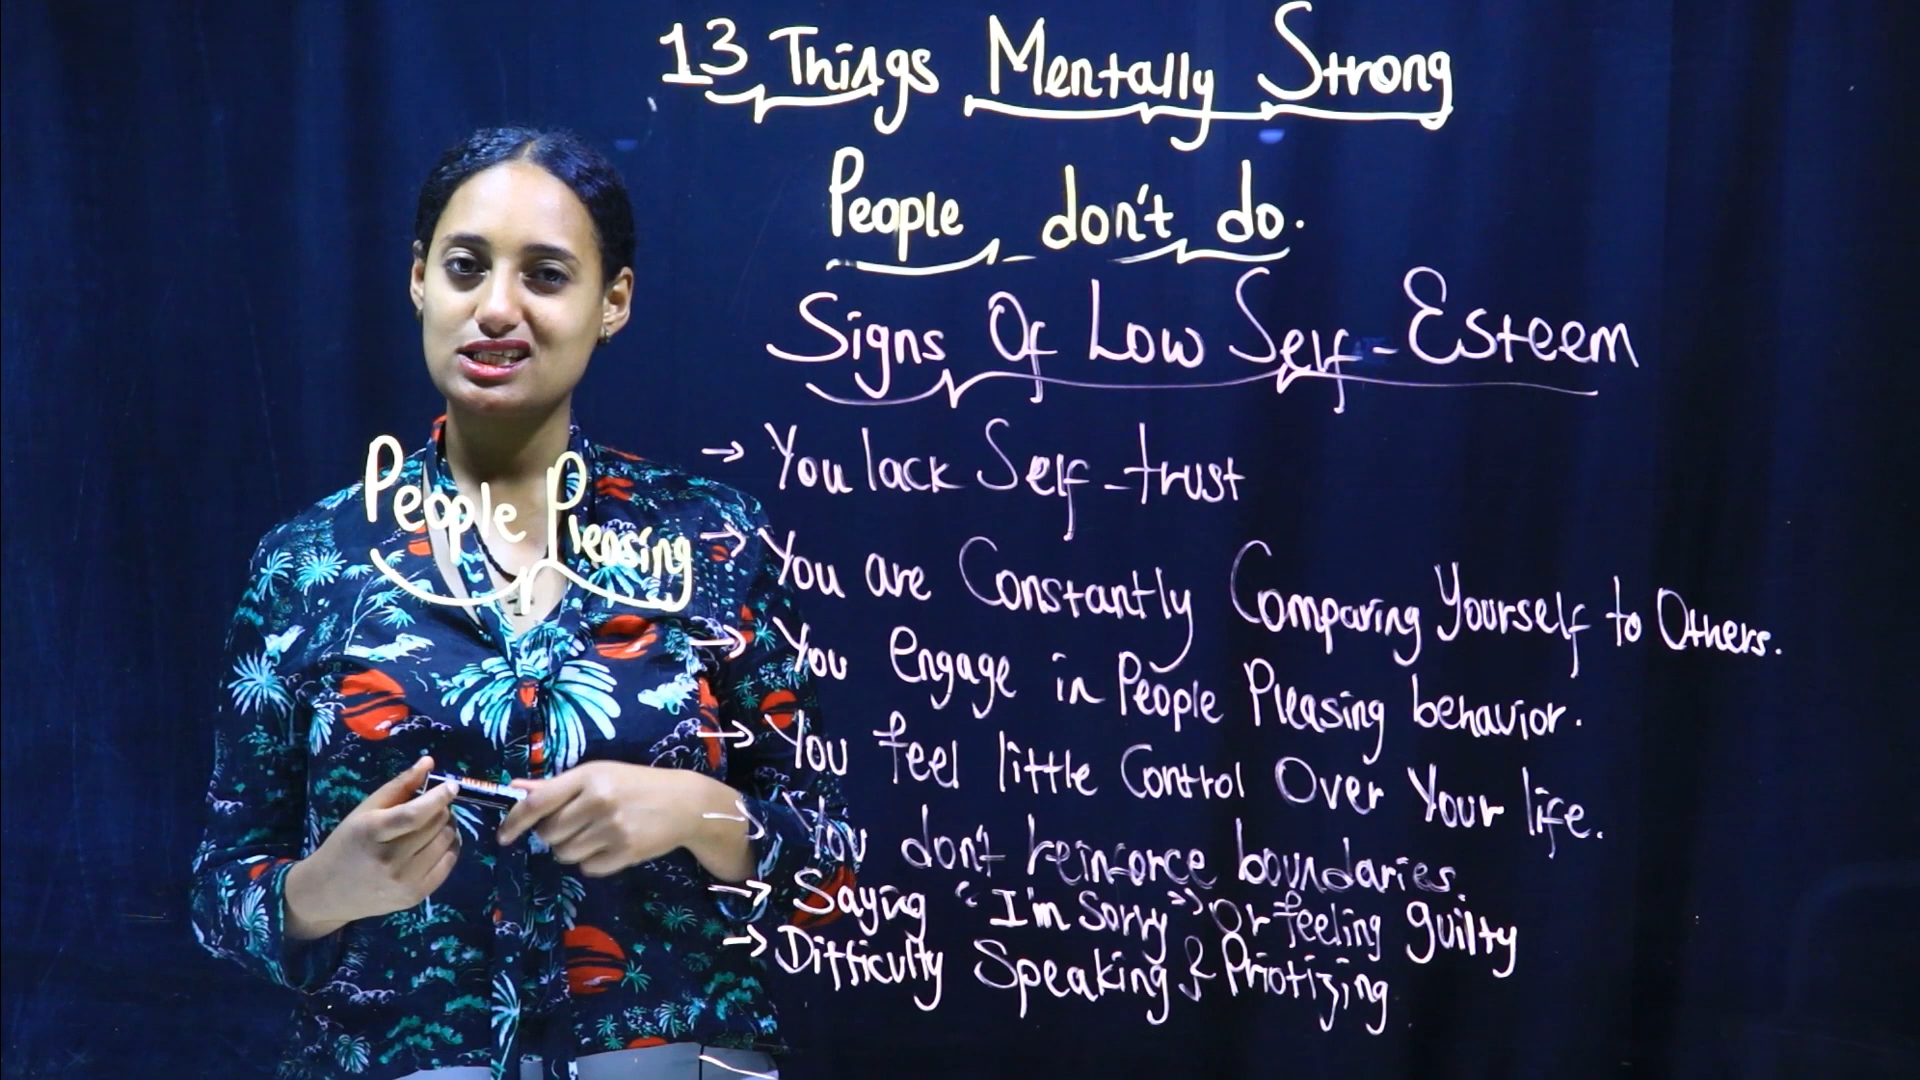 13 Things Mentally Strong
People don't do.
Signs Of Low Self-Esteem
→ You lack Self-trust
→ You are Constantly Comparing Yourself to Others.
→ You engage in People Pleasing behavior.
→ You feel little Control Over Your life.
→ You don't reinforce boundaries.
→ Saying "I'm Sorry" or feeling guilty
→ Difficulty Speaking & Priotizing
People Pleasing